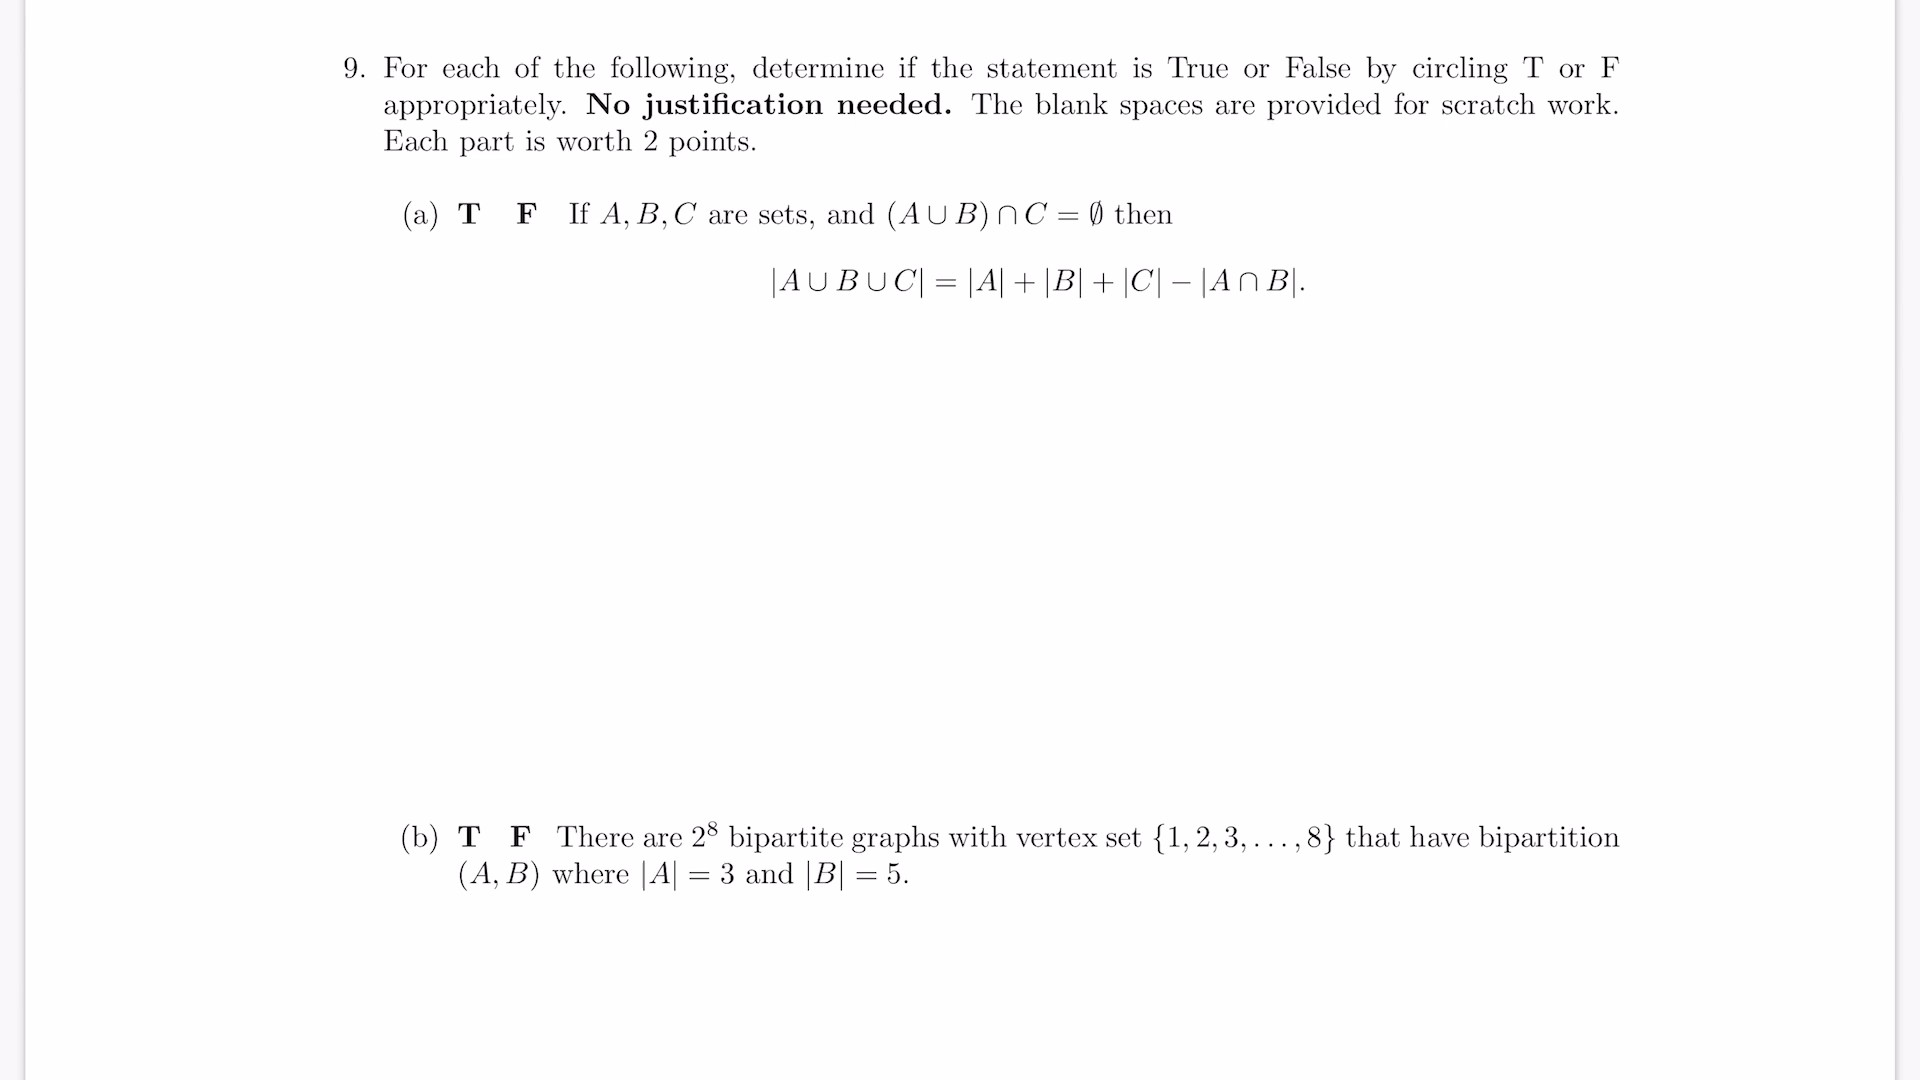 9. For each of the following, determine if the statement is True or False by circling T or F
appropriately. No justification needed. The blank spaces are provided for scratch work.
Each part is worth 2 points.
(a) T F If A, B, C are sets, and (A ∪ B) ∩ C = ∅ then
|A ∪ B ∪ C| = |A| + |B| + |C| − |A ∩ B|.
(b) T F There are 2⁸ bipartite graphs with vertex set {1, 2, 3, . . . , 8} that have bipartition
(A, B) where |A| = 3 and |B| = 5.